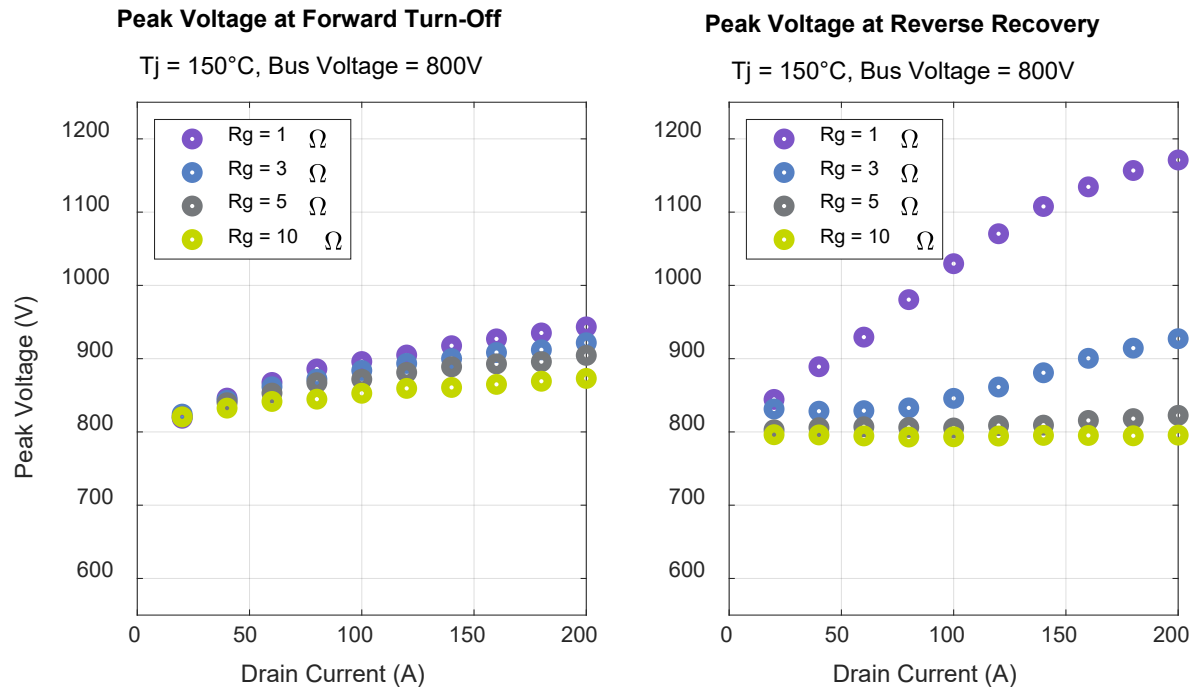 Peak Voltage at Forward Turn-Off
Tj = 150°C, Bus Voltage = 800V
Rg = 1 Ω
Rg = 3 Ω
Rg = 5 Ω
Rg = 10 Ω
1200
1100
1000
900
800
700
600
Peak Voltage (V)
0 50 100 150 200
Drain Current (A)
Peak Voltage at Reverse Recovery
Tj = 150°C, Bus Voltage = 800V
Rg = 1 Ω
Rg = 3 Ω
Rg = 5 Ω
Rg = 10 Ω
1200
1100
1000
900
800
700
600
0 50 100 150 200
Drain Current (A)